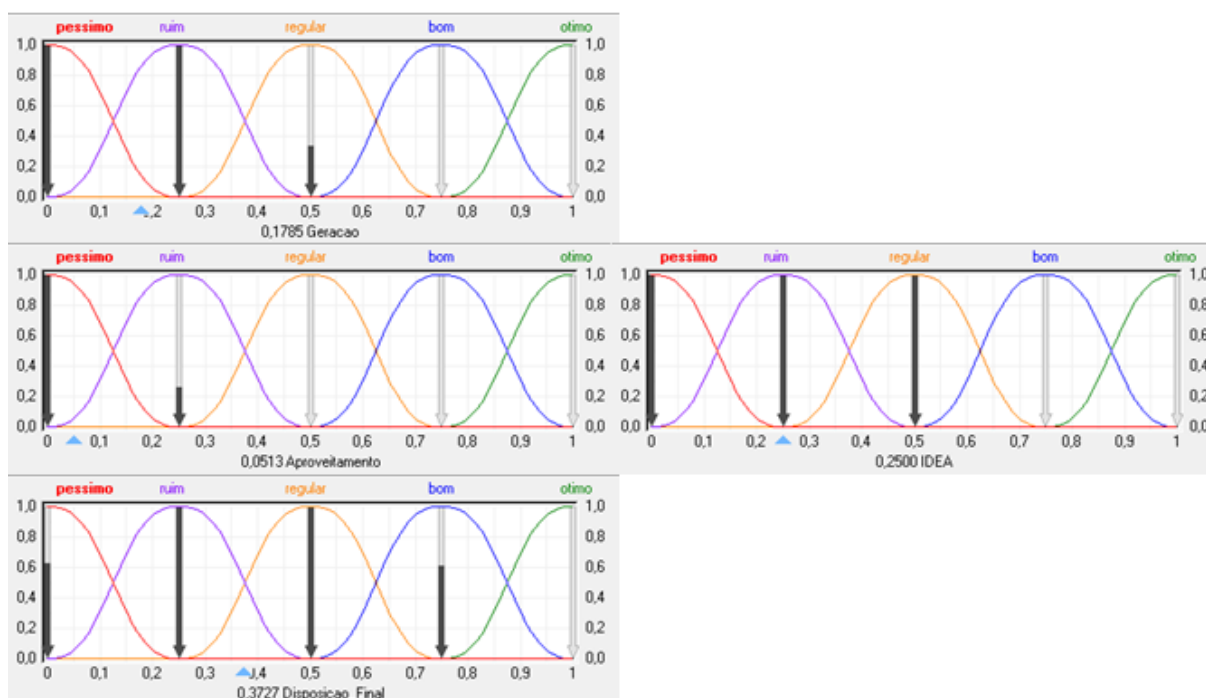 pessimo ruim regular bom otimo
1,0 1,0
0,8 0,8
0,6 0,6
0,4 0,4
0,2 0,2
0,0 0,0
0 0,1 0,3 0,4 0,5 0,6 0,7 0,8 0,9 1
0,1785 Geracao
pessimo ruim regular bom otimo pessimo ruim regular bom otimo
1,0 1,0 1,0
0,8 0,8 0,8
0,6 0,6 0,6
0,4 0,4 0,4
0,2 0,2 0,2
0,0 0,0 0,0
0 0,1 0,2 0,3 0,4 0,5 0,6 0,7 0,8 0,9 1 0 0,1 0,2 0,3 0,4 0,5 0,6 0,7 0,8 0,9 1
0,0513 Aproveitamento 0,2500 IDEA
pessimo ruim regular bom otimo
1,0 1,0
0,8 0,8
0,6 0,6
0,4 0,4
0,2 0,2
0,0 0,0
0 0,1 0,2 0,3 0,5 0,6 0,7 0,8 0,9 1
0,3727 Disposicao_Final